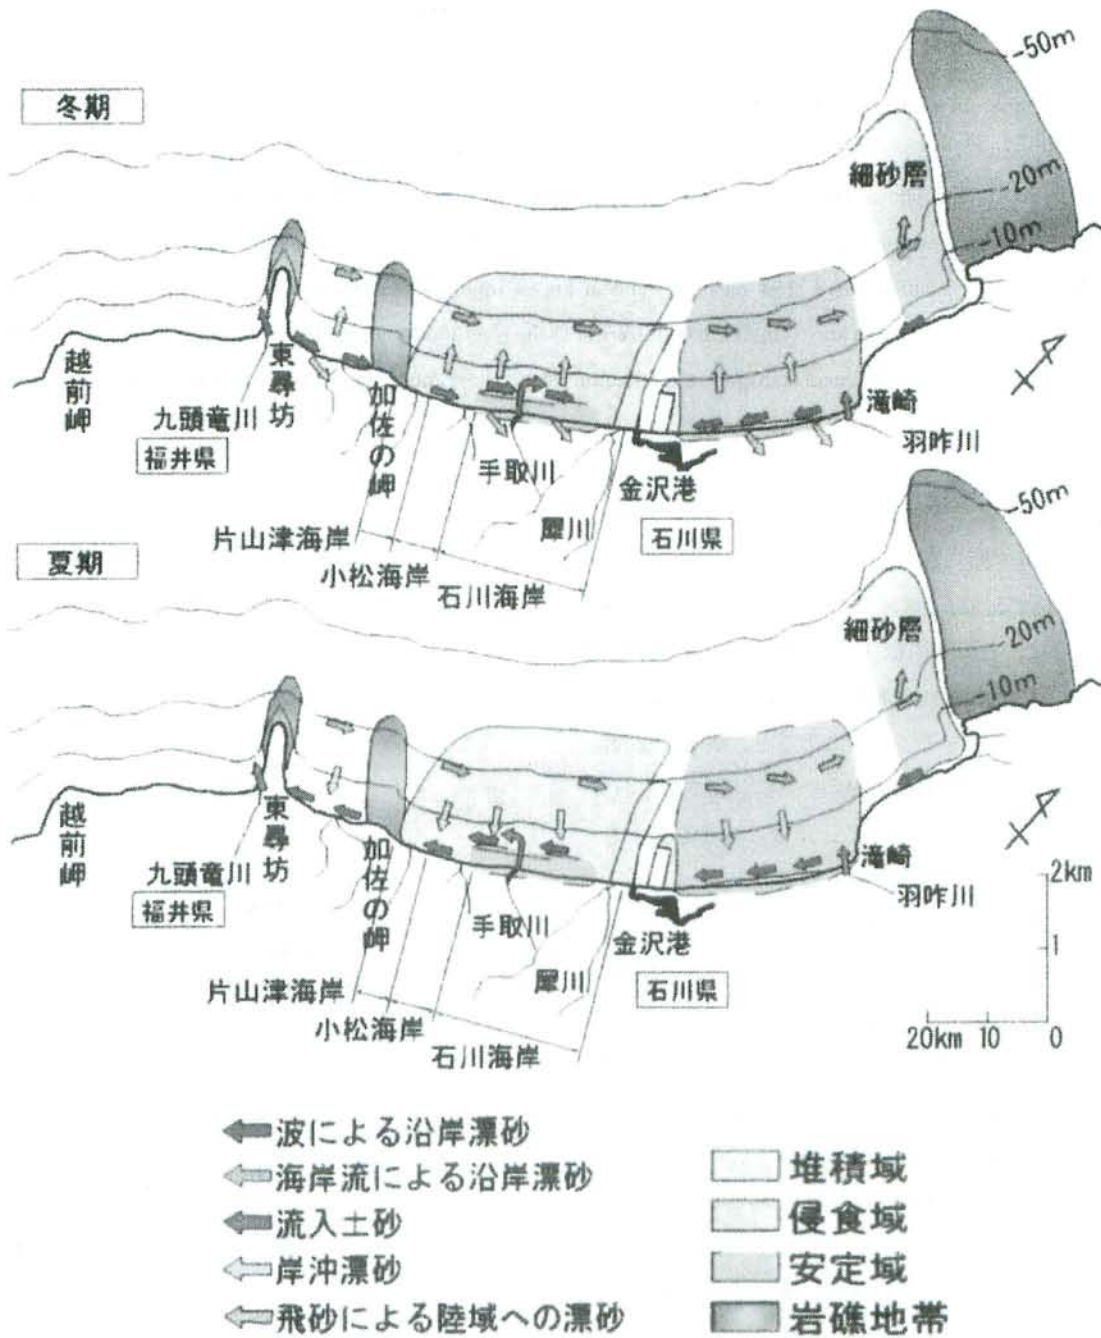 冬期
-50m
細砂層
-20m
-10m
越前岬
東尋坊
九頭竜川
福井県
加佐の岬
手取川
滝崎
羽咋川
金沢港
犀川
石川県
片山津海岸
小松海岸
石川海岸
夏期
-50m
細砂層
-20m
-10m
越前岬
東尋坊
九頭竜川
福井県
加佐の岬
手取川
滝崎
羽咋川
金沢港
犀川
石川県
片山津海岸
小松海岸
石川海岸
2km
1
20km 10 0
波による沿岸漂砂
海岸流による沿岸漂砂
流入土砂
岸沖漂砂
飛砂による陸域への漂砂
堆積域
侵食域
安定域
岩礁地帯